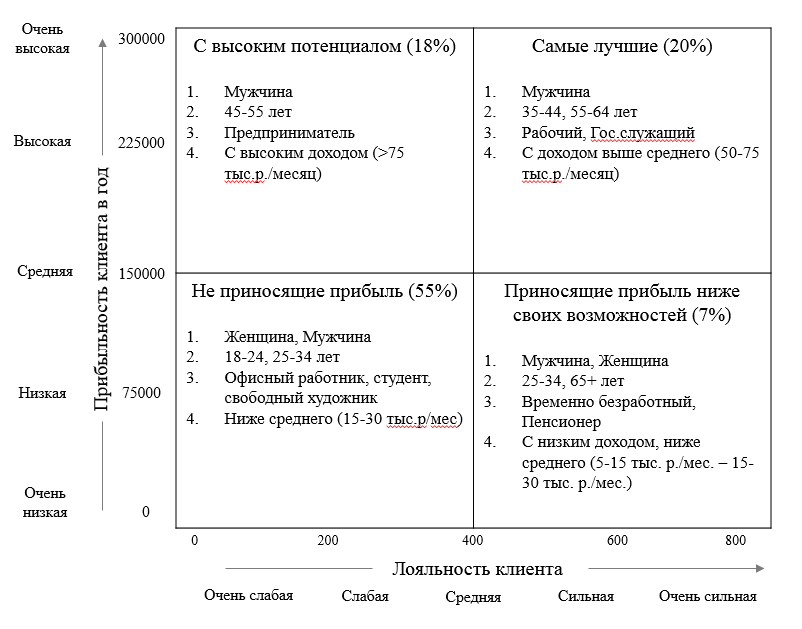 Очень
высокая
300000
Высокая
225000
Средняя
150000
Низкая
75000
Очень
низкая
0
Прибыльность клиента в год
С высоким потенциалом (18%)
1. Мужчина
2. 45-55 лет
3. Предприниматель
4. С высоким доходом (>75
тыс.р./месяц)
Самые лучшие (20%)
1. Мужчина
2. 35-44, 55-64 лет
3. Рабочий, Гос.служащий
4. С доходом выше среднего (50-75
тыс.р./месяц)
Не приносящие прибыль (55%)
1. Женщина, Мужчина
2. 18-24, 25-34 лет
3. Офисный работник, студент,
свободный художник
4. Ниже среднего (15-30 тыс.р/мес)
Приносящие прибыль ниже
своих возможностей (7%)
1. Мужчина, Женщина
2. 25-34, 65+ лет
3. Временно безработный,
Пенсионер
4. С низким доходом, ниже
среднего (5-15 тыс. р./мес. – 15-
30 тыс. р./мес.)
0 200 400 600 800
Лояльность клиента
Очень слабая Слабая Средняя Сильная Очень сильная